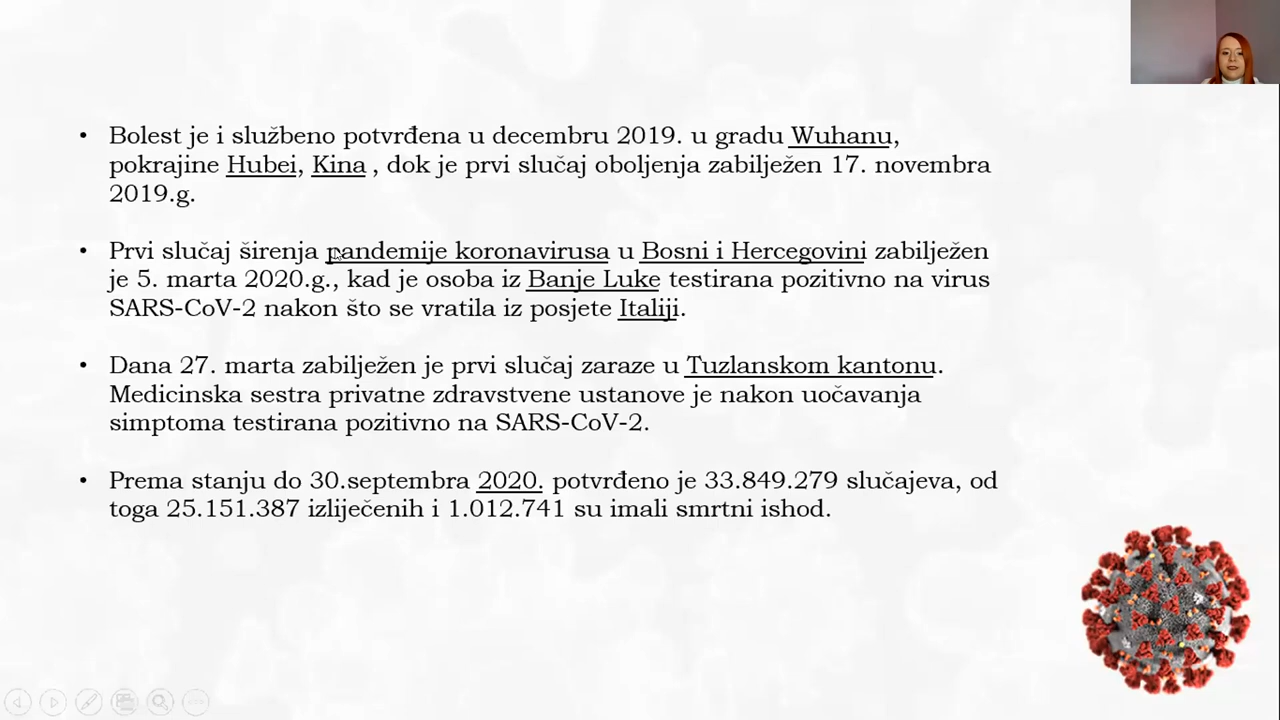 • Bolest je i službeno potvrđena u decembru 2019. u gradu Wuhanu,
pokrajine Hubei, Kina , dok je prvi slučaj oboljenja zabilježen 17. novembra
2019.g.
• Prvi slučaj širenja pandemije koronavirusa u Bosni i Hercegovini zabilježen
je 5. marta 2020.g., kad je osoba iz Banje Luke testirana pozitivno na virus
SARS-CoV-2 nakon što se vratila iz posjete Italiji.
• Dana 27. marta zabilježen je prvi slučaj zaraze u Tuzlanskom kantonu.
Medicinska sestra privatne zdravstvene ustanove je nakon uočavanja
simptoma testirana pozitivno na SARS-CoV-2.
• Prema stanju do 30.septembra 2020. potvrđeno je 33.849.279 slučajeva, od
toga 25.151.387 izliječenih i 1.012.741 su imali smrtni ishod.